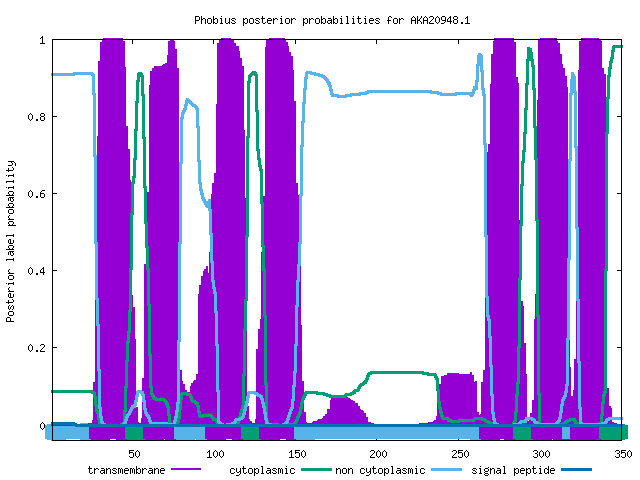 Phobius posterior probabilities for AKA20948.1
1
0.8
0.6
0.4
0.2
0
Posterior label probability
50 100 150 200 250 300 350
transmembrane cytoplasmic non cytoplasmic signal peptide